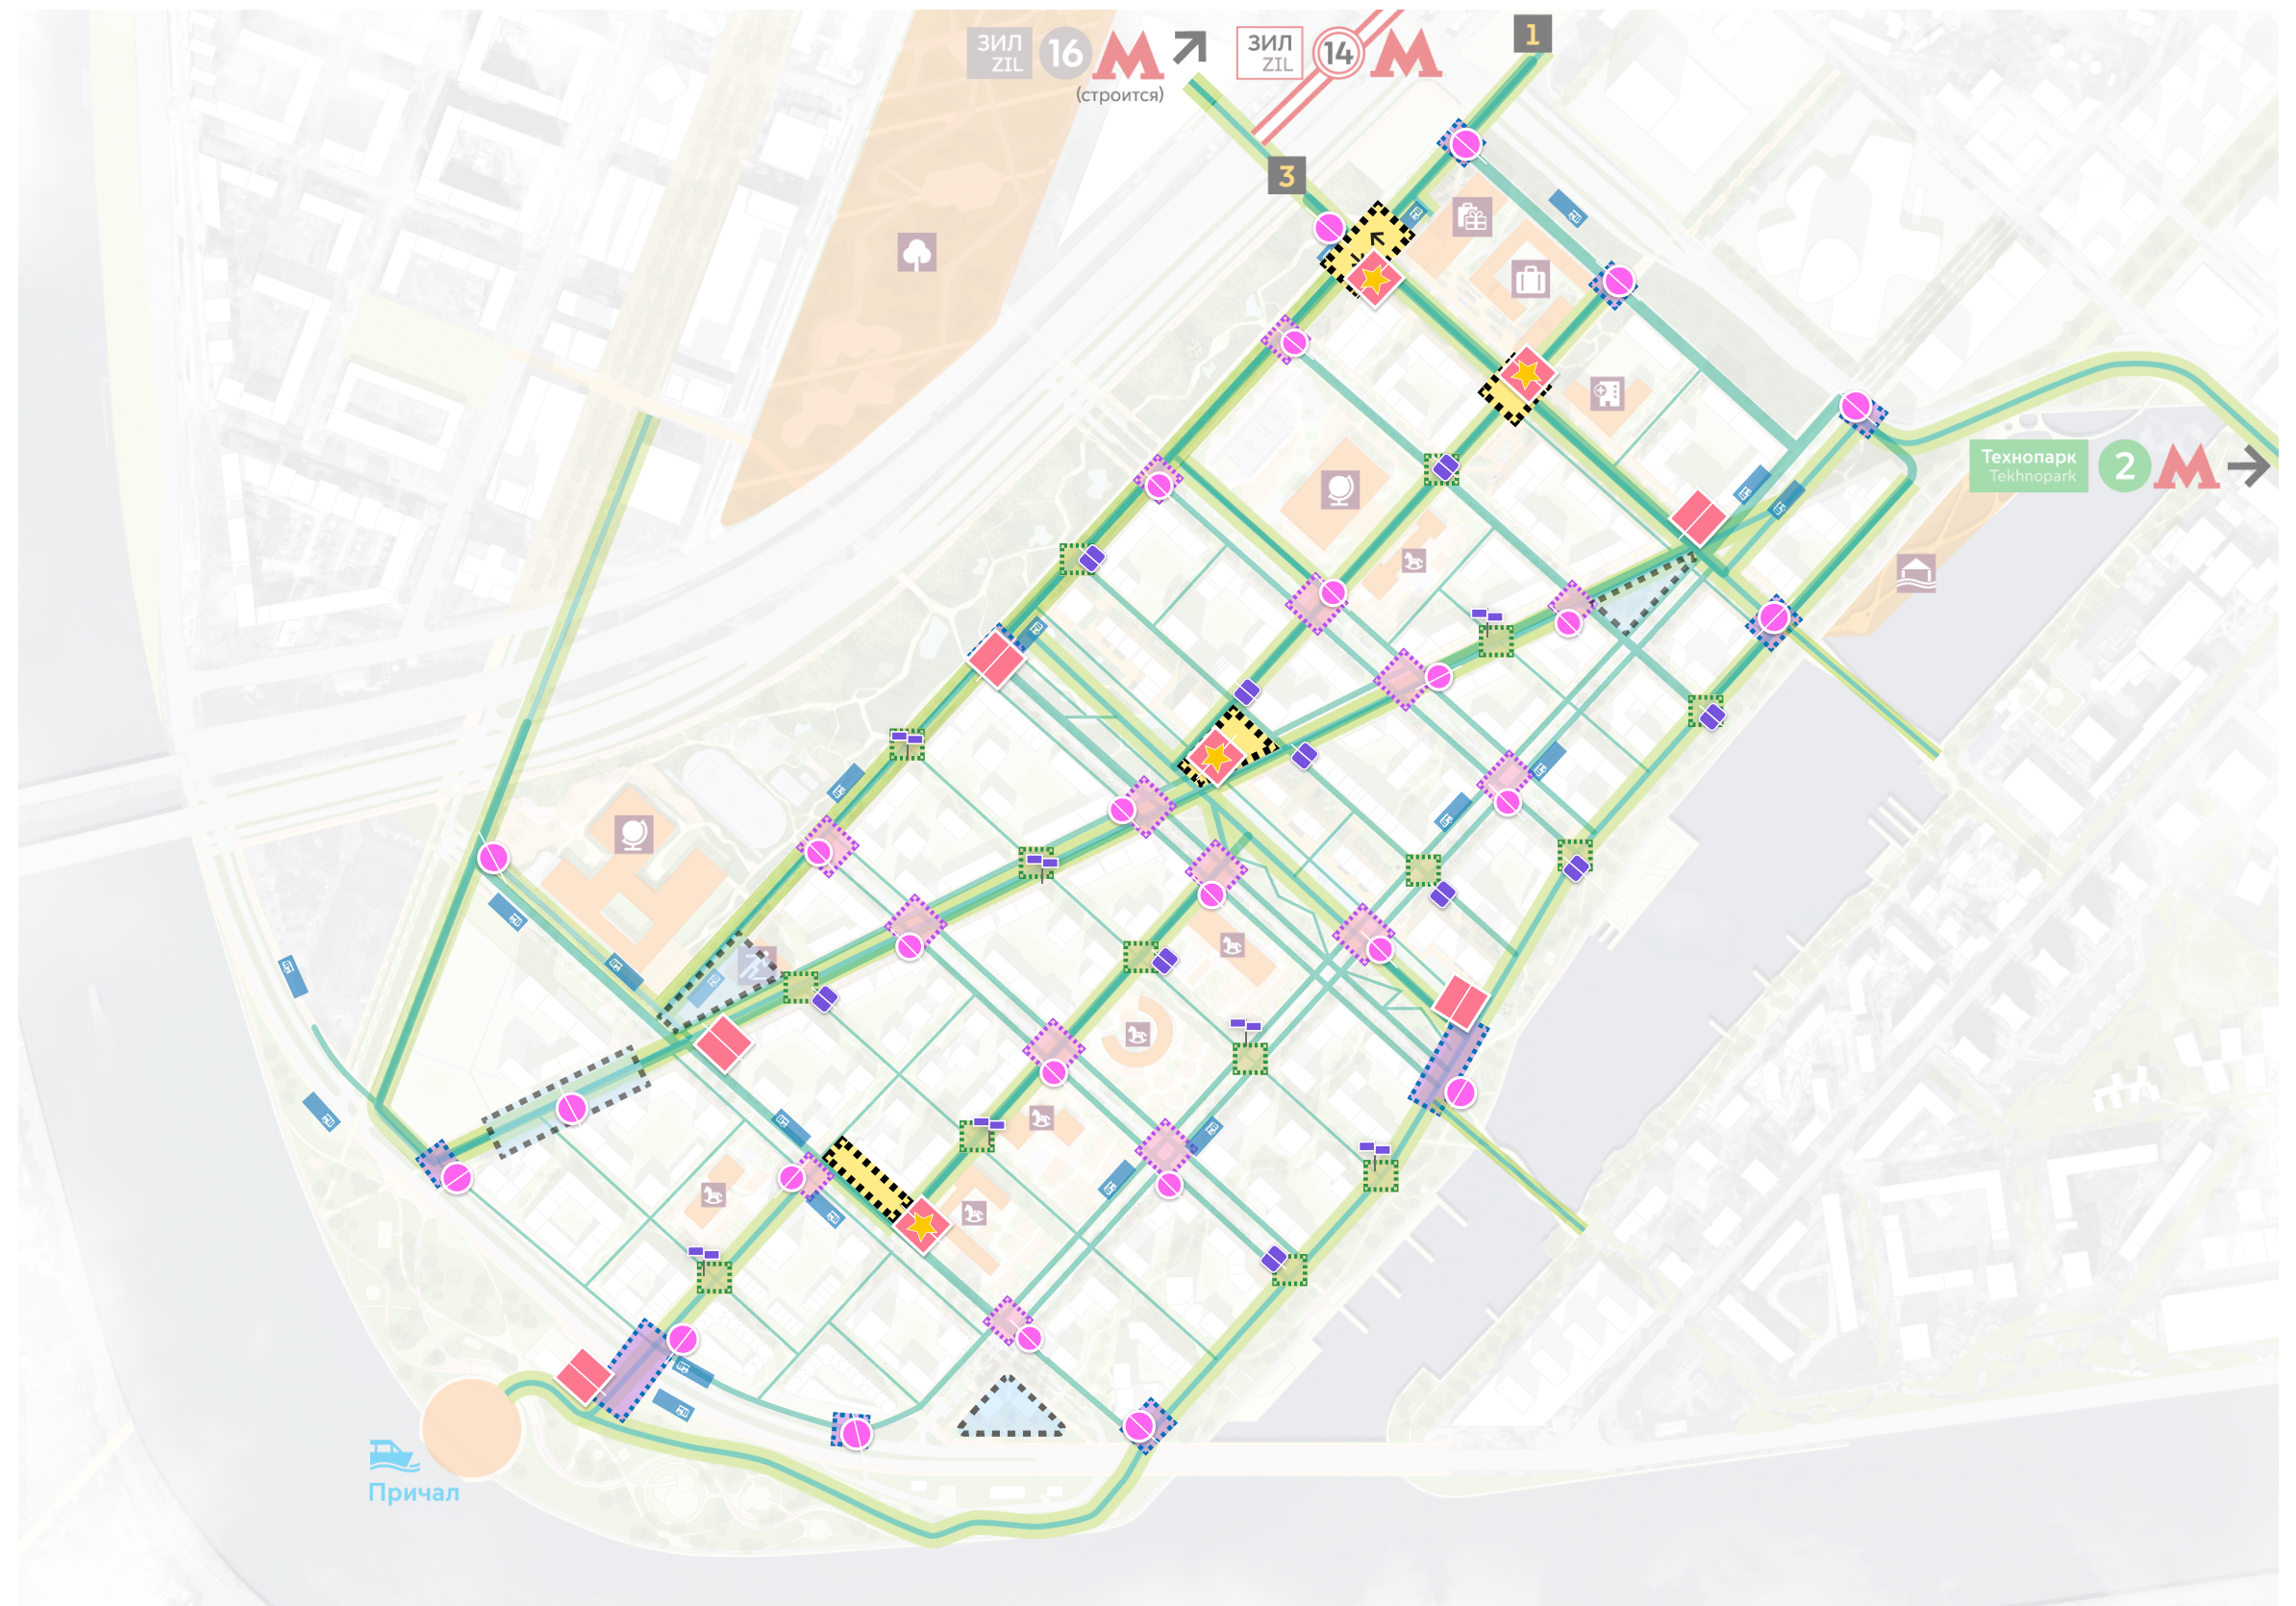 ЗИЛ
ZIL
16
М
(строится)
ЗИЛ
ZIL
14
М
1
3
Технопарк
Tekhnopark
2
М
Причал